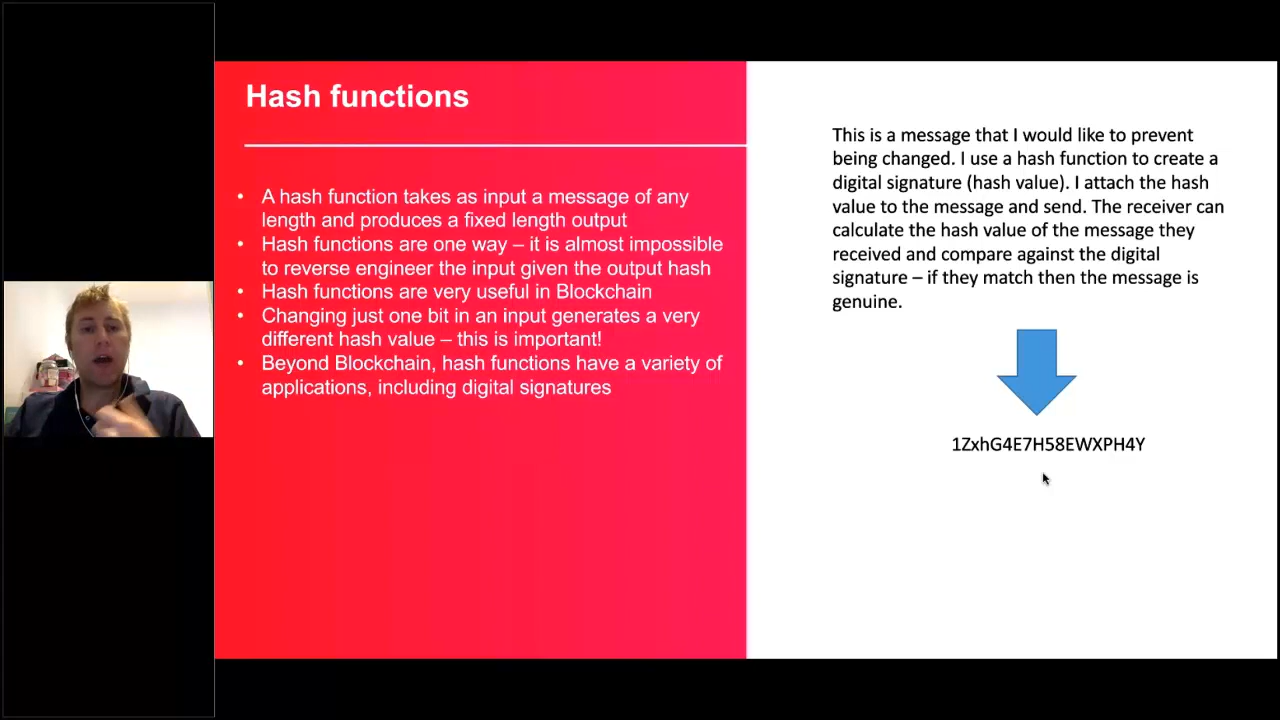 Hash functions
• A hash function takes as input a message of any
length and produces a fixed length output
• Hash functions are one way – it is almost impossible
to reverse engineer the input given the output hash
• Hash functions are very useful in Blockchain
• Changing just one bit in an input generates a very
different hash value – this is important!
• Beyond Blockchain, hash functions have a variety of
applications, including digital signatures
This is a message that I would like to prevent
being changed. I use a hash function to create a
digital signature (hash value). I attach the hash
value to the message and send. The receiver can
calculate the hash value of the message they
received and compare against the digital
signature – if they match then the message is
genuine.
1ZxhG4E7H58EWXPH4Y